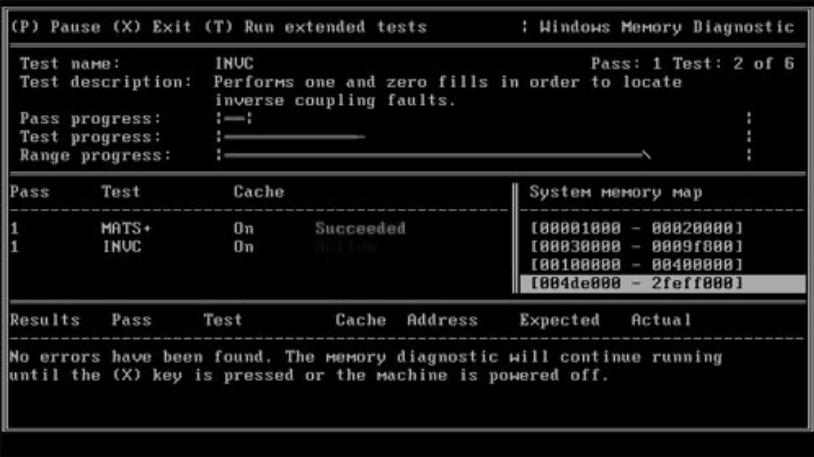 (P) Pause (X) Exit (T) Run extended tests Windows Memory Diagnostic
Test name: INVC Pass: 1 Test: 2 of 6
Test description: Performs one and zero fills in order to locate
inverse coupling faults.
Pass progress:
Test progress:
Range progress:
Pass Test Cache System memory map
1 MATS+ On Succeeded [00001000 - 00020000]
1 INVC On Active [00030000 - 0009f800]
[00100000 - 00400000]
[004de000 - 2feff000]
Results Pass Test Cache Address Expected Actual
No errors have been found. The memory diagnostic will continue running
until the (X) key is pressed or the machine is powered off.